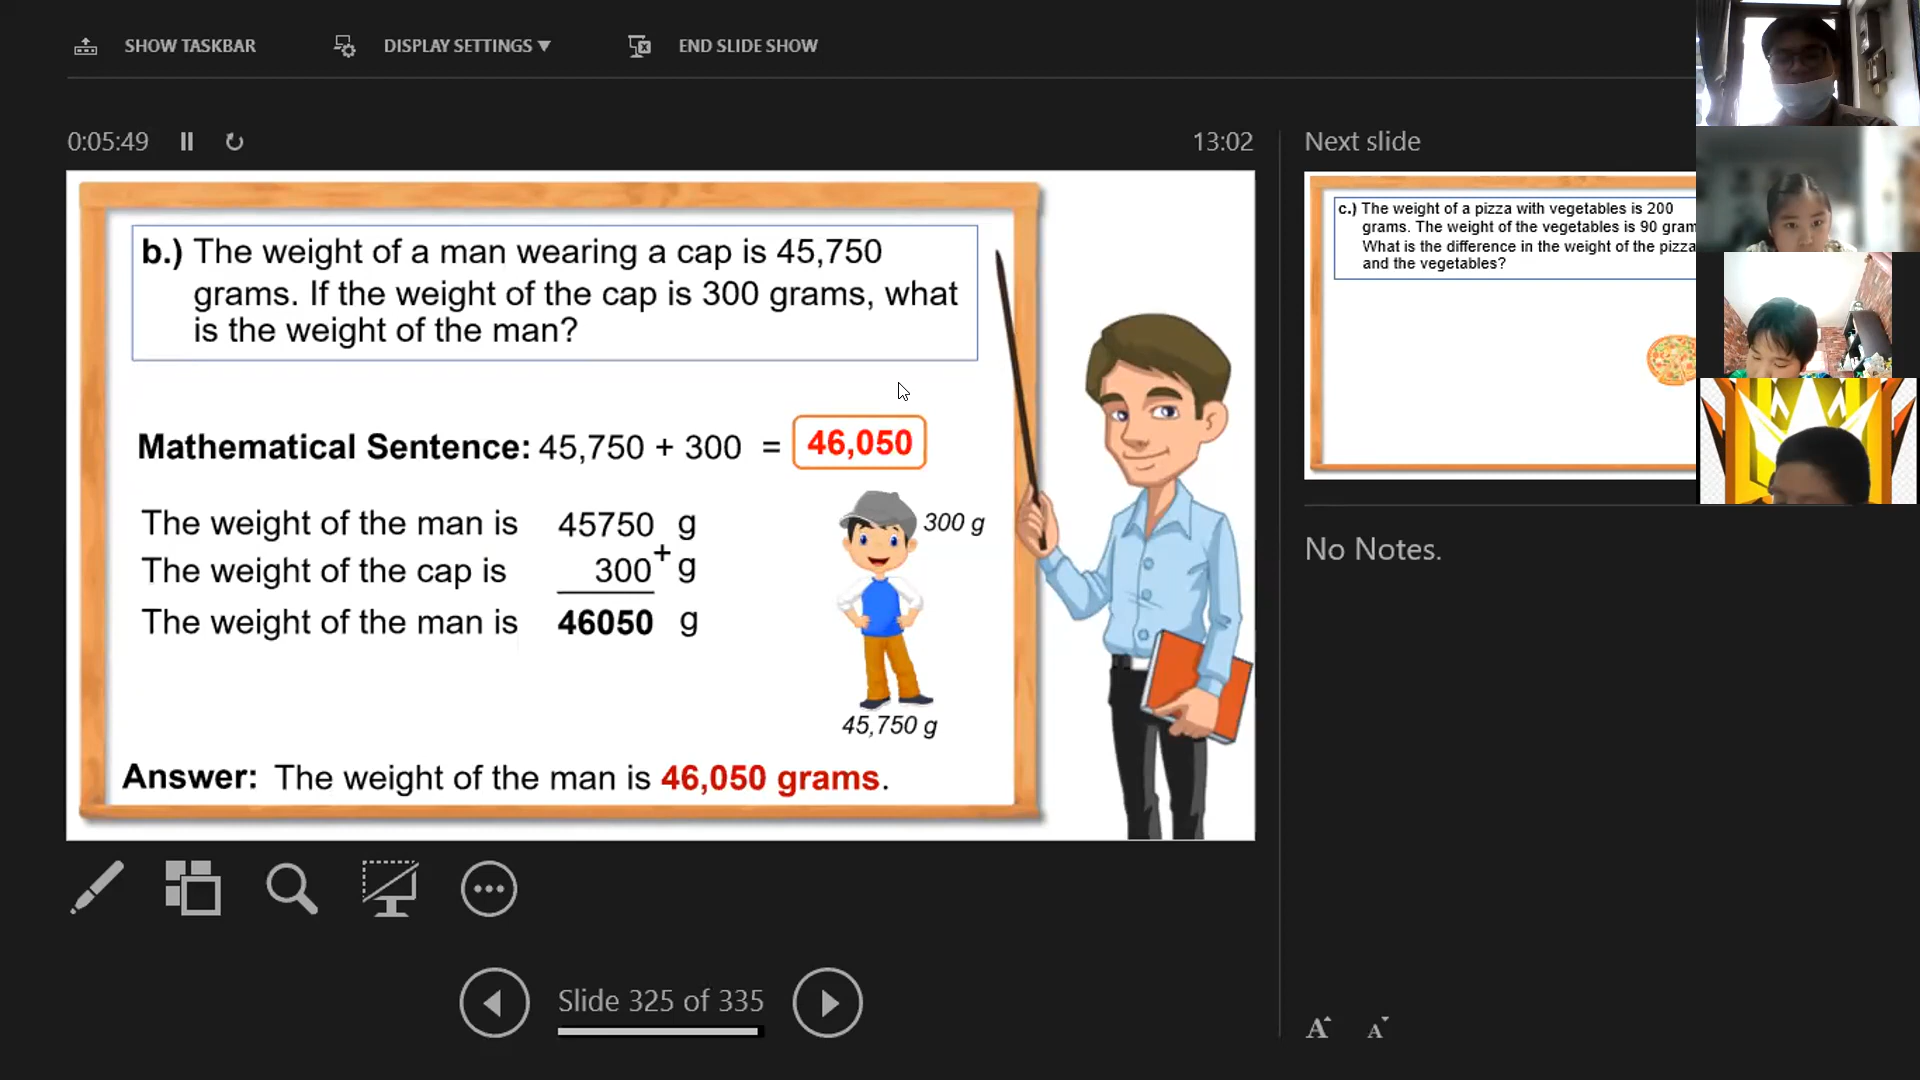 SHOW TASKBAR
DISPLAY SETTINGS ▼
END SLIDE SHOW
0:05:49
13:02
Next slide
b.) The weight of a man wearing a cap is 45,750
grams. If the weight of the cap is 300 grams, what
is the weight of the man?
Mathematical Sentence: 45,750 + 300 = 46,050
The weight of the man is 45750 g
+
The weight of the cap is 300 g
The weight of the man is 46050 g
300 g
45,750 g
Answer: The weight of the man is 46,050 grams.
c.) The weight of a pizza with vegetables is 200
grams. The weight of the vegetables is 90 gram
What is the difference in the weight of the pizza
and the vegetables?
No Notes.
Slide 325 of 335
A A